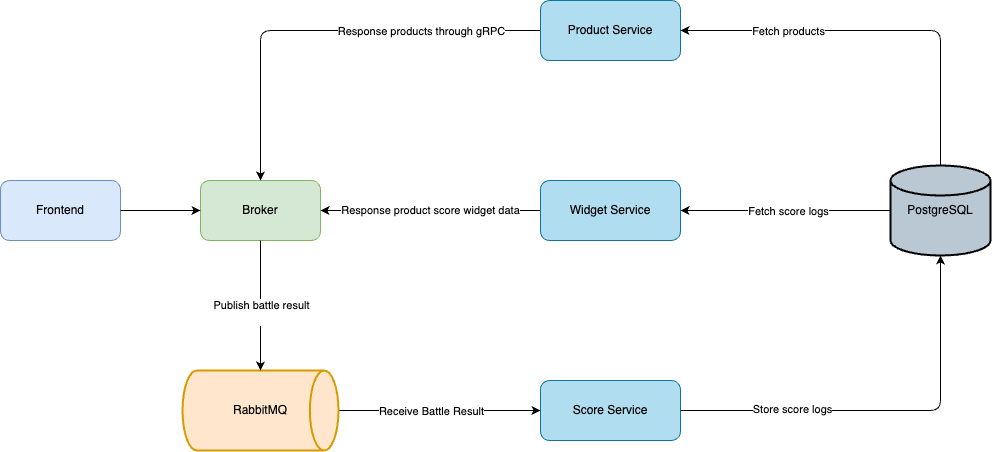 Product Service
Response products through gRPC
Fetch products
Frontend
Broker
Response product score widget data
Widget Service
Fetch score logs
PostgreSQL
Publish battle result
RabbitMQ
Receive Battle Result
Score Service
Store score logs